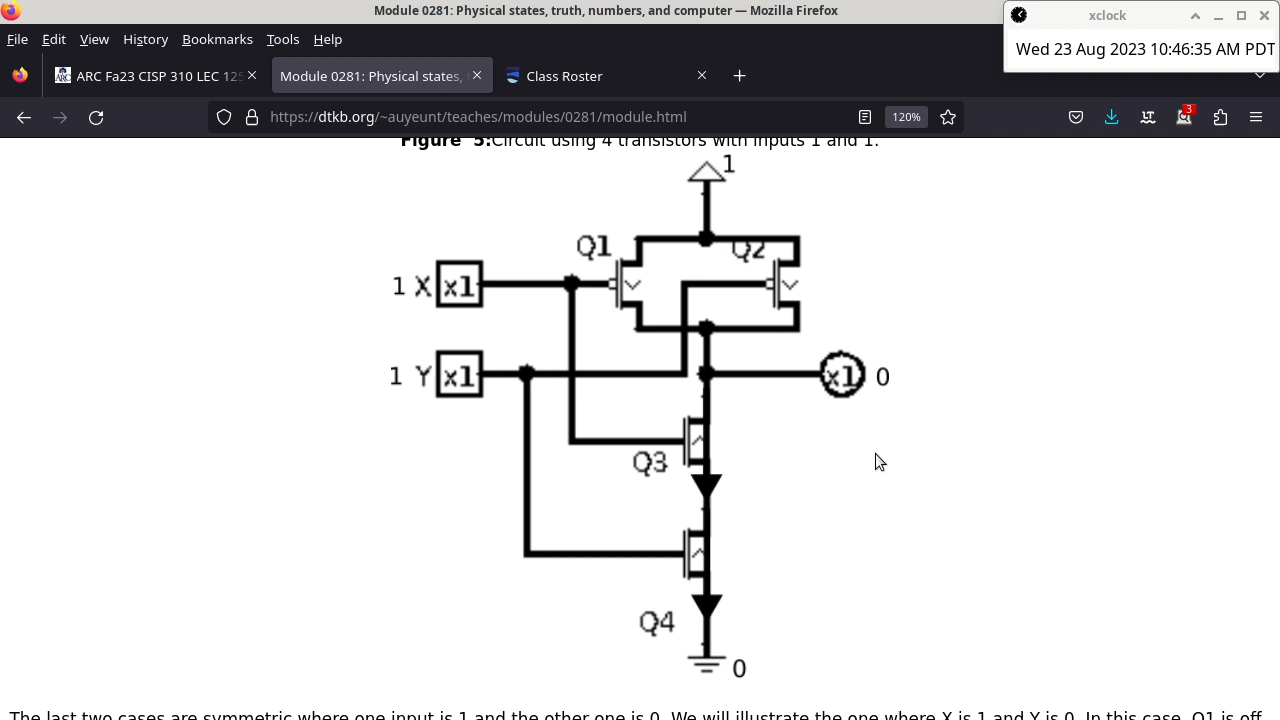 Module 0281: Physical states, truth, numbers, and computer — Mozilla Firefox
xclock
Wed 23 Aug 2023 10:46:35 AM PDT
File Edit View History Bookmarks Tools Help
ARC Fa23 CISP 310 LEC 125
Module 0281: Physical states,
Class Roster
https://dtkb.org/~auyeunt/teaches/modules/0281/module.html
120%
3
Figure 5:Circuit using 4 transistors with inputs 1 and 1.
1
Q1
Q2
1 X x1
1 Y x1
x1 0
Q3
Q4
0
The last two cases are symmetric where one input is 1 and the other one is 0. We will illustrate the one where X is 1 and Y is 0. In this case, Q1 is off,